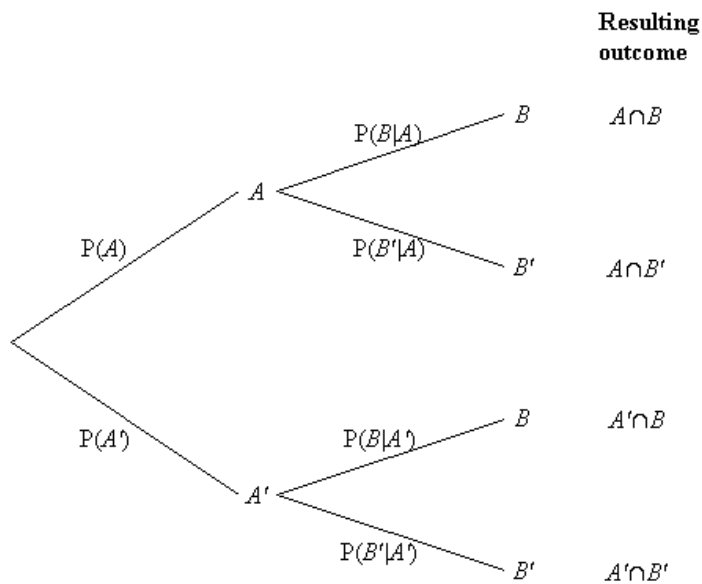 Resulting
outcome
B A∩B
P(B|A)
A
P(A) P(B'|A)
B' A∩B'
B A'∩B
P(A') P(B|A')
A'
P(B'|A')
B' A'∩B'